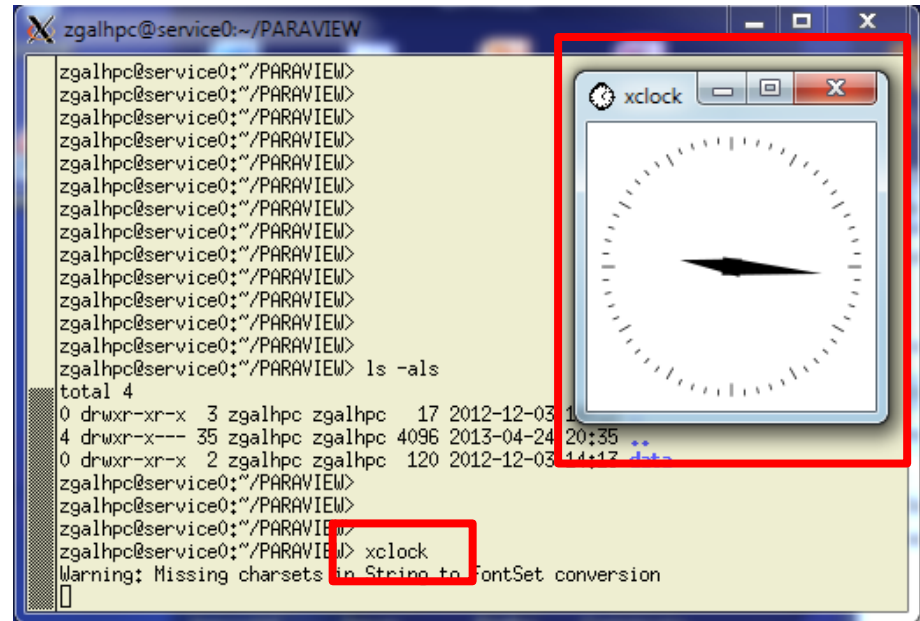 zgalhpc@service0:~/PARAVIEW
zgalhpc@service0:~/PARAVIEW>
zgalhpc@service0:~/PARAVIEW>
zgalhpc@service0:~/PARAVIEW>
zgalhpc@service0:~/PARAVIEW>
zgalhpc@service0:~/PARAVIEW>
zgalhpc@service0:~/PARAVIEW>
zgalhpc@service0:~/PARAVIEW>
zgalhpc@service0:~/PARAVIEW>
zgalhpc@service0:~/PARAVIEW>
zgalhpc@service0:~/PARAVIEW>
zgalhpc@service0:~/PARAVIEW>
zgalhpc@service0:~/PARAVIEW>
zgalhpc@service0:~/PARAVIEW>
zgalhpc@service0:~/PARAVIEW> ls -als
total 4
0 drwxr-xr-x 3 zgalhpc zgalhpc 17 2012-12-03
4 drwxr-x--- 35 zgalhpc zgalhpc 4096 2013-04-24 20:35 ..
0 drwxr-xr-x 2 zgalhpc zgalhpc 120 2012-12-03 14:13 data
zgalhpc@service0:~/PARAVIEW>
zgalhpc@service0:~/PARAVIEW>
zgalhpc@service0:~/PARAVIEW>
zgalhpc@service0:~/PARAVIEW> xclock
Warning: Missing charsets in String to FontSet conversion
xclock